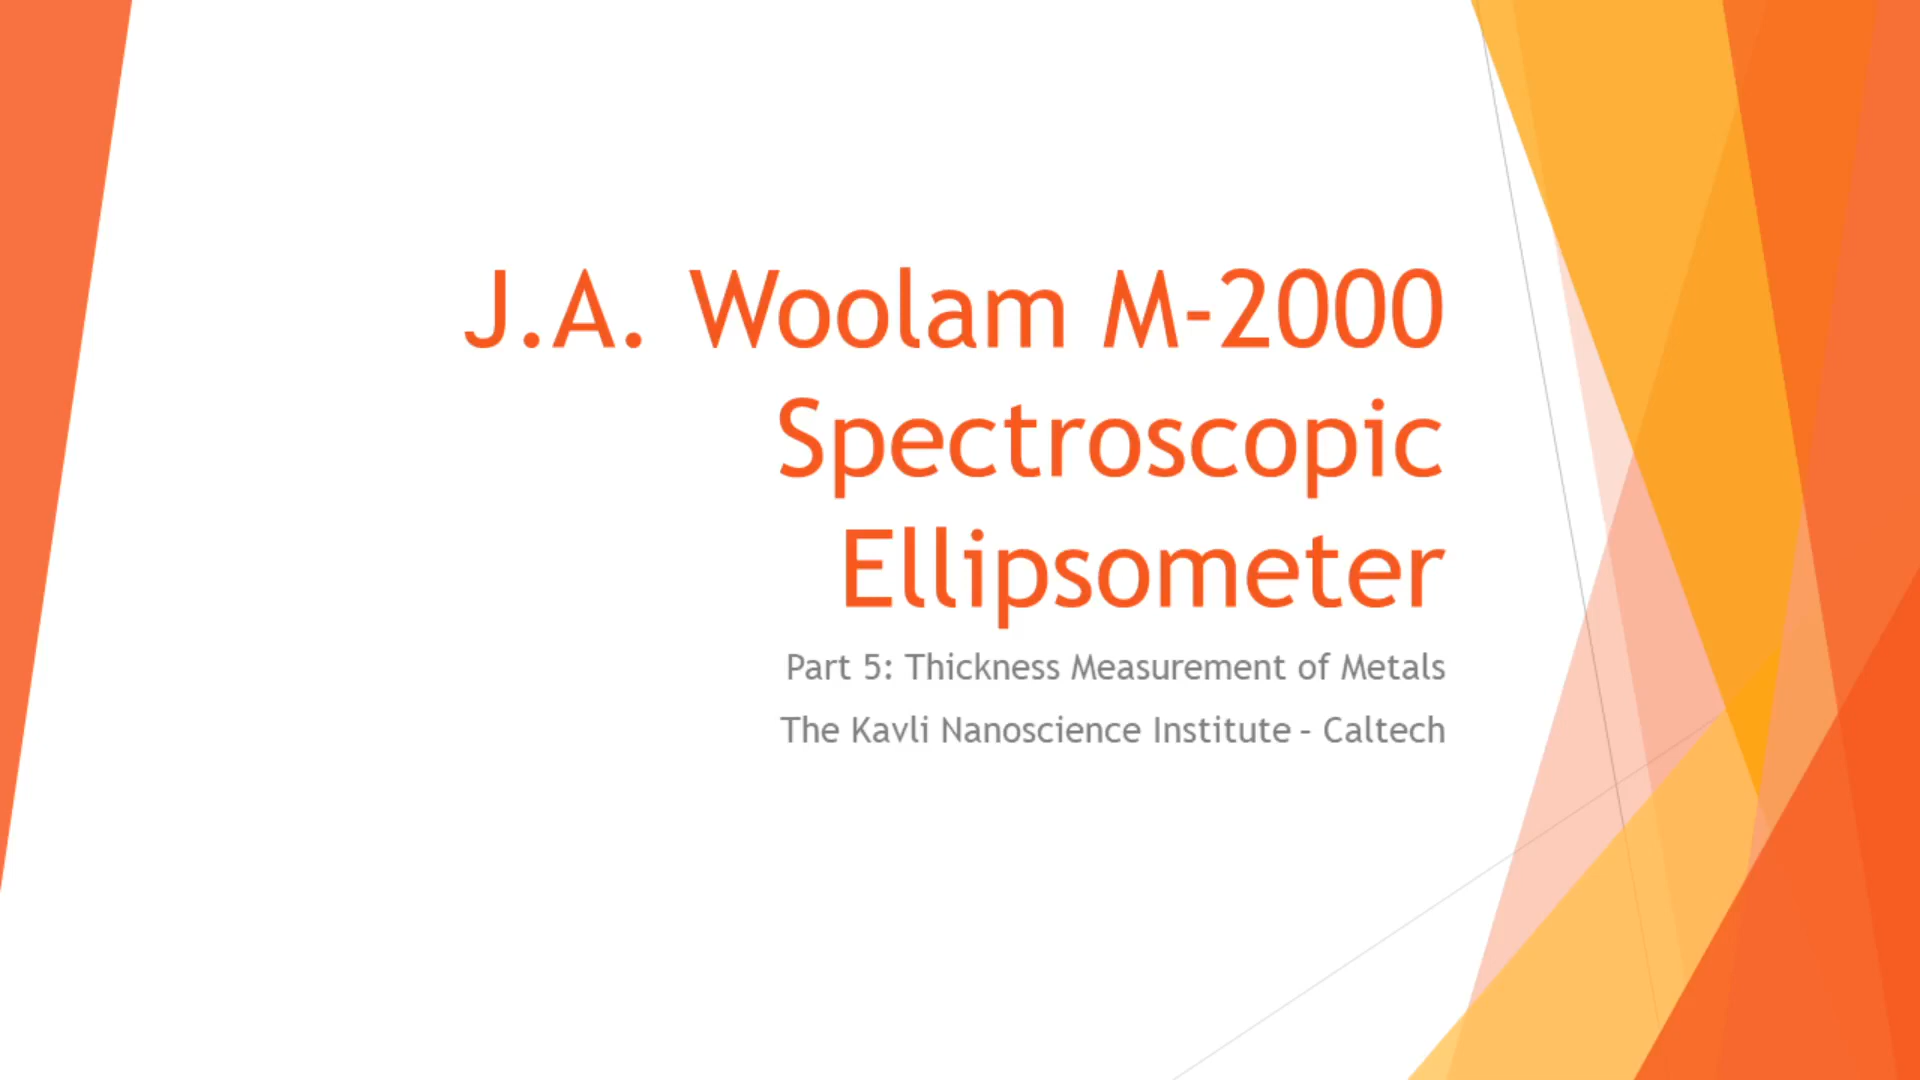 J.A. Woolam M-2000
Spectroscopic
Ellipsometer
Part 5: Thickness Measurement of Metals
The Kavli Nanoscience Institute – Caltech